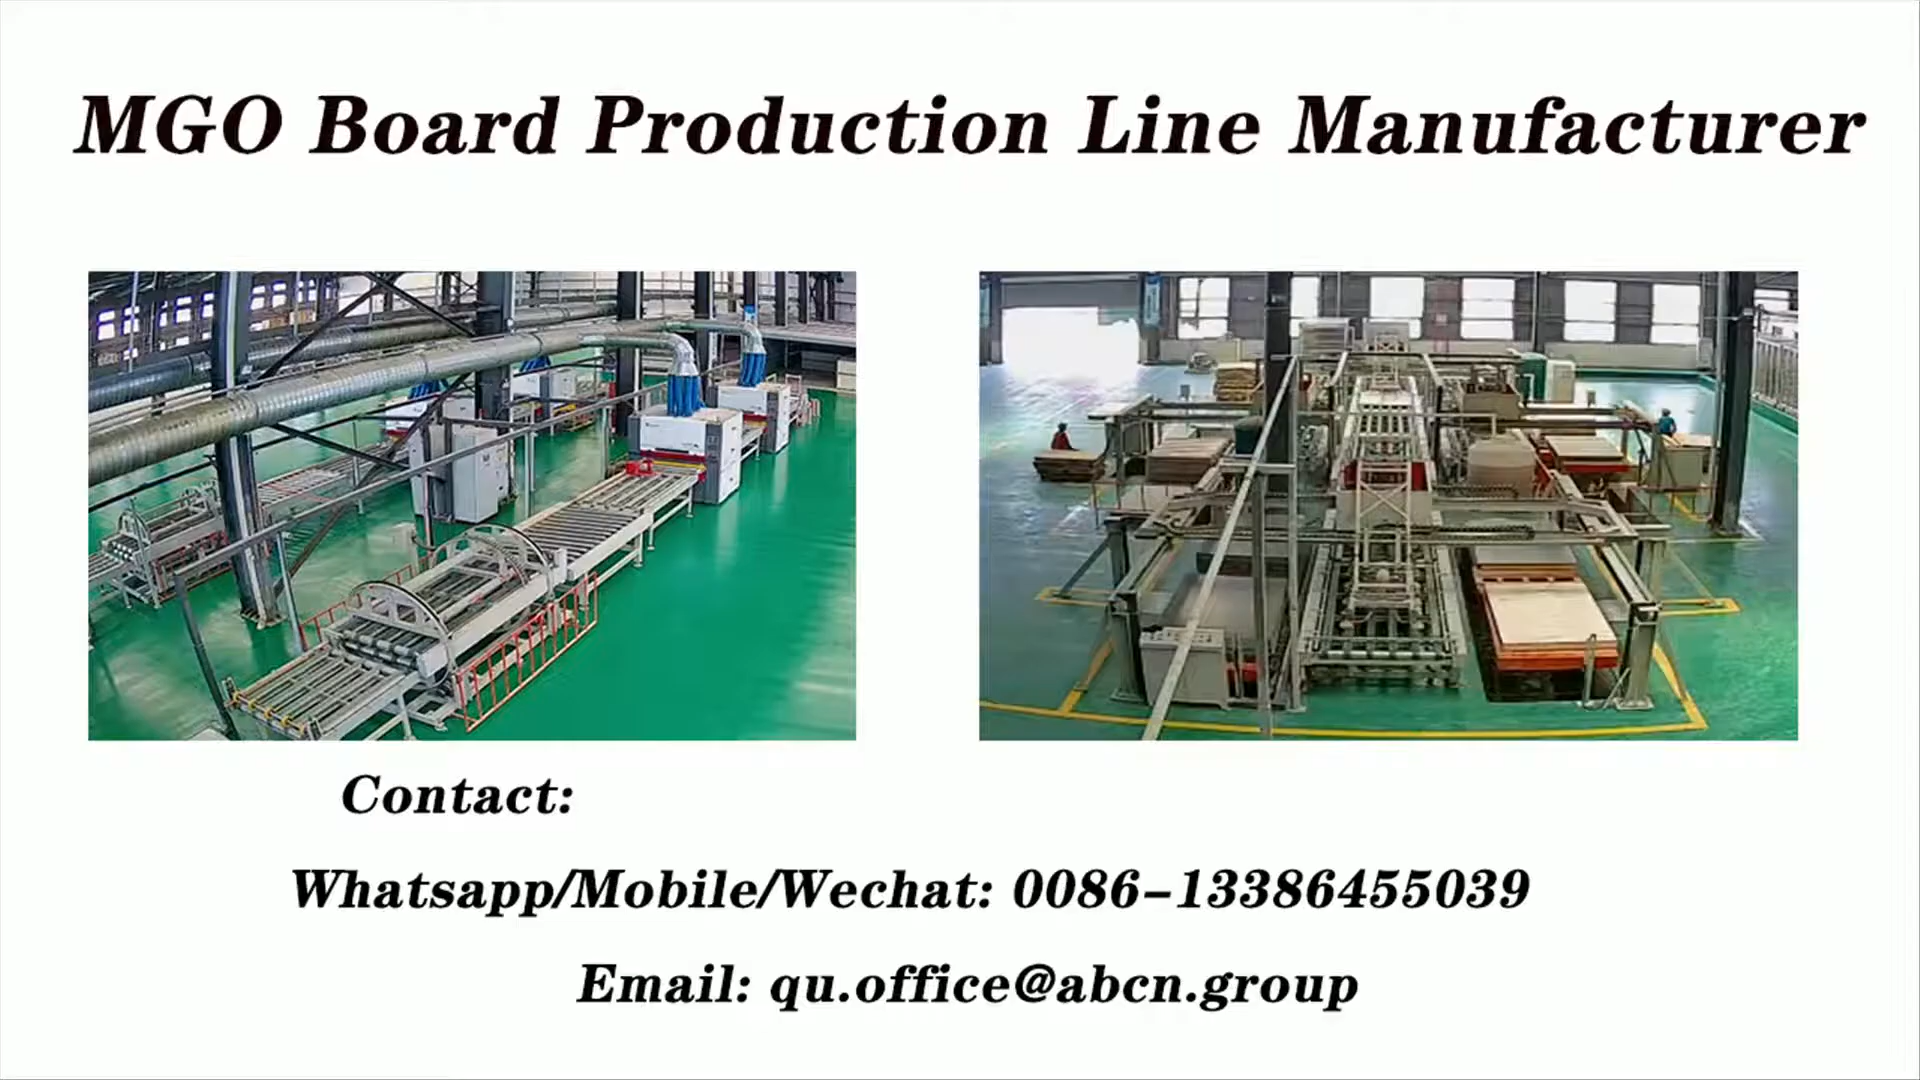 MGO Board Production Line Manufacturer
Contact:
Whatsapp/Mobile/Wechat: 0086-13386455039
Email: qu.office@abcn.group